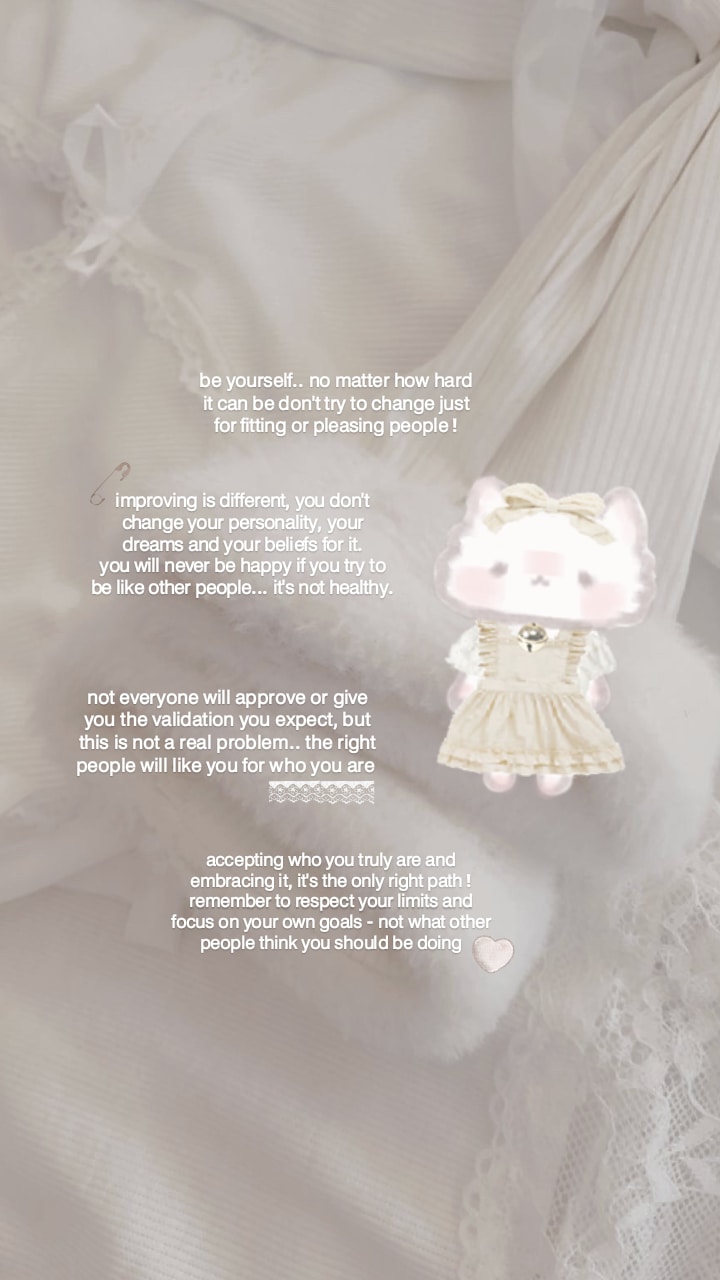 be yourself.. no matter how hard
it can be don't try to change just
for fitting or pleasing people !
improving is different, you don't
change your personality, your
dreams and your beliefs for it.
you will never be happy if you try to
be like other people... it's not healthy.
not everyone will approve or give
you the validation you expect, but
this is not a real problem.. the right
people will like you for who you are
accepting who you truly are and
embracing it, it's the only right path !
remember to respect your limits and
focus on your own goals - not what other
people think you should be doing